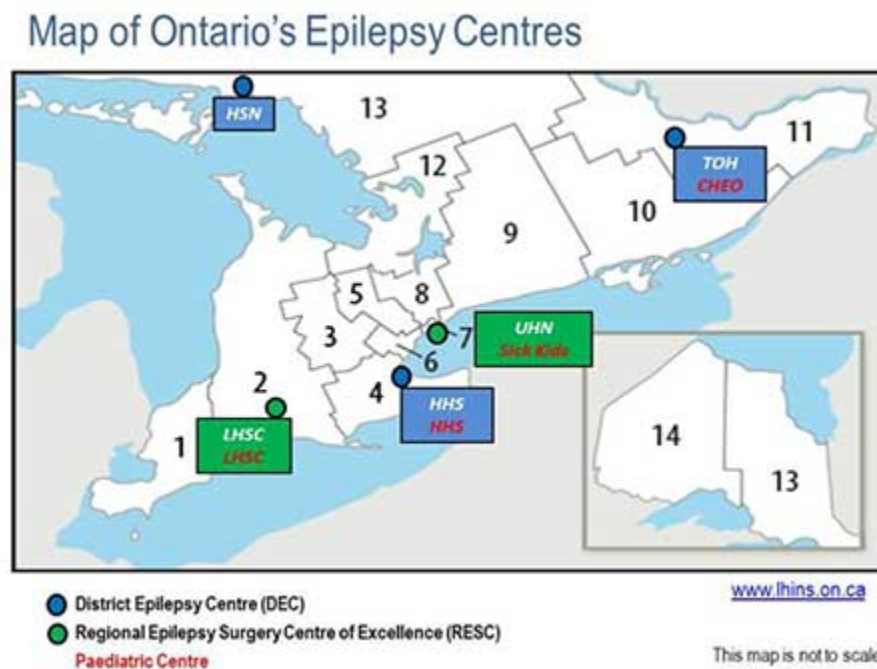 Map of Ontario's Epilepsy Centres
HSN
13
11
TOH
CHEO
12
10
9
5
8
3
7
UHN
Sick Kids
6
2
4
HHS
HHS
1
LHSC
LHSC
14
13
www.lhins.on.ca
District Epilepsy Centre (DEC)
Regional Epilepsy Surgery Centre of Excellence (RESC)
Paediatric Centre
This map is not to scale